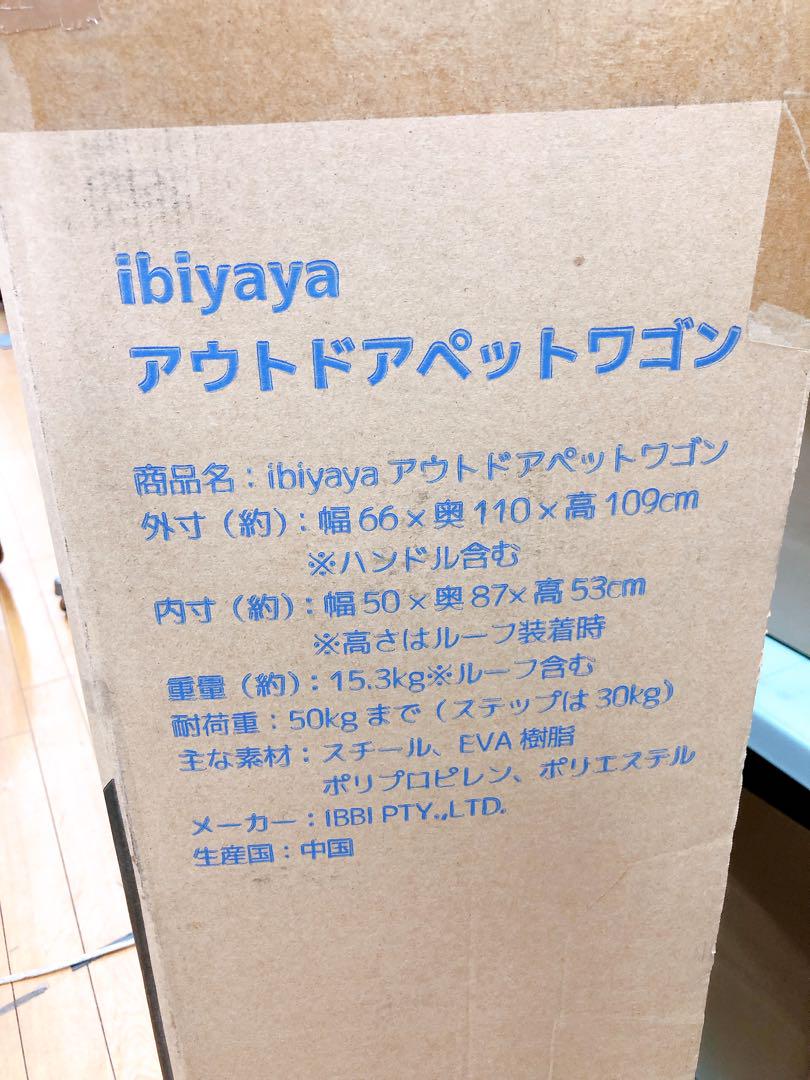 ibiyaya
アウトドアペットワゴン
商品名：ibiyaya アウトドアペットワゴン
外寸（約）：幅 66 × 奥 110 × 高 109cm
※ハンドル含む
内寸（約）：幅 50 × 奥 87× 高 53cm
※高さはルーフ装着時
重量（約）：15.3kg※ルーフ含む
耐荷重：50kg まで（ステップは 30kg）
主な素材：スチール、EVA 樹脂
ポリプロピレン、ポリエステル
メーカー：IBBI PTY.,LTD.
生産国：中国